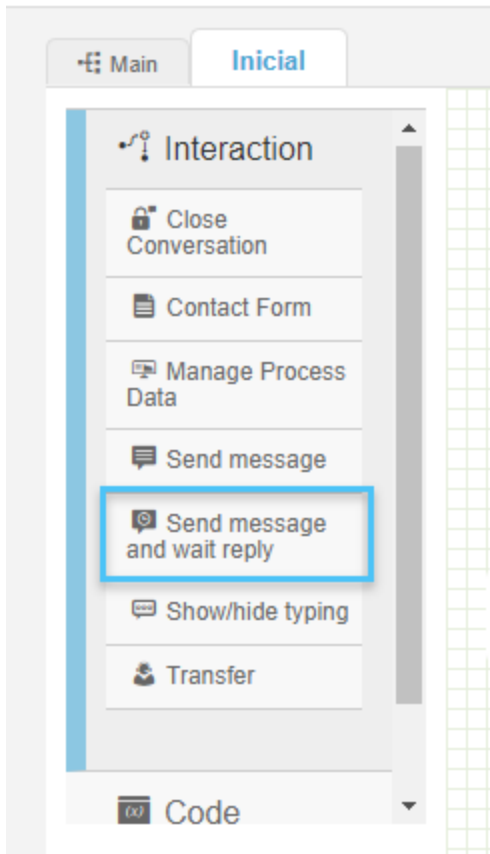 Main
Inicial
Interaction
Close
Conversation
Contact Form
Manage Process
Data
Send message
Send message
and wait reply
Show/hide typing
Transfer
(x)
Code